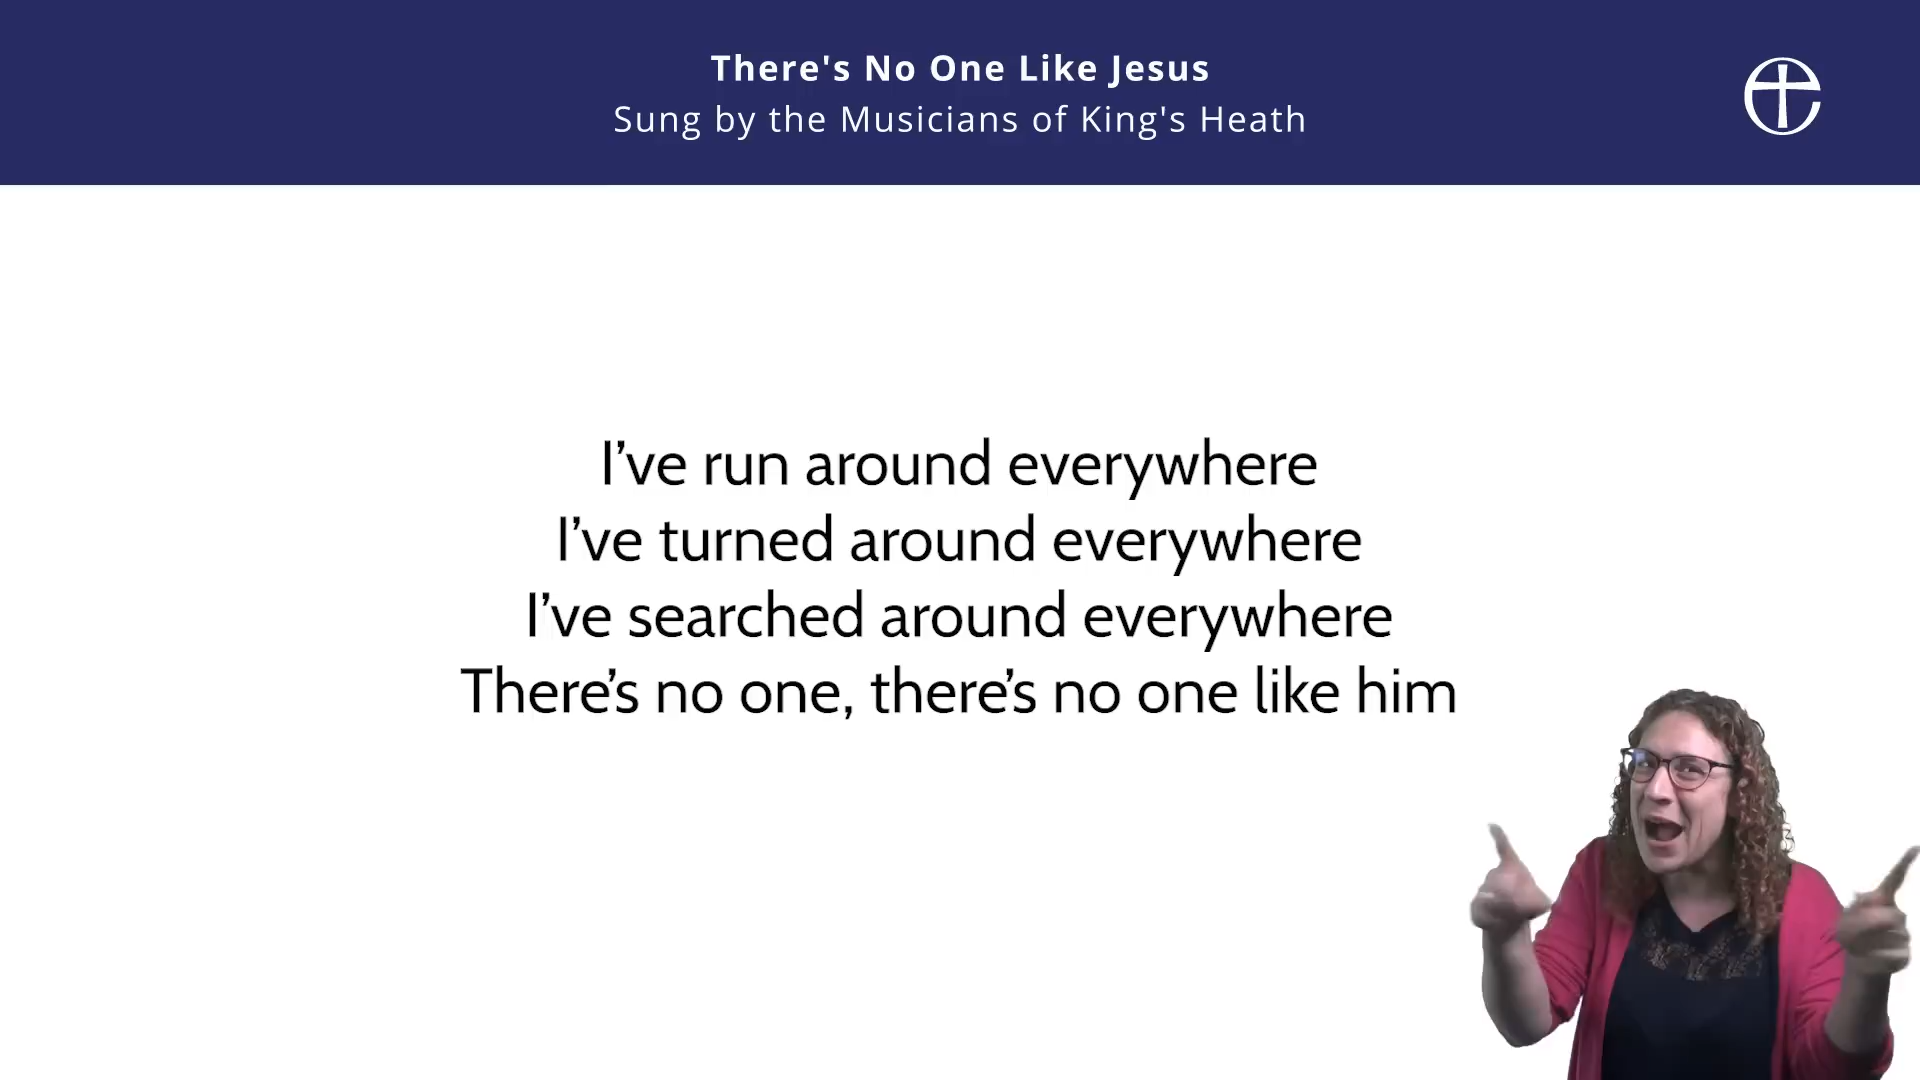 There's No One Like Jesus
Sung by the Musicians of King's Heath
I’ve run around everywhere
I’ve turned around everywhere
I’ve searched around everywhere
There’s no one, there’s no one like him